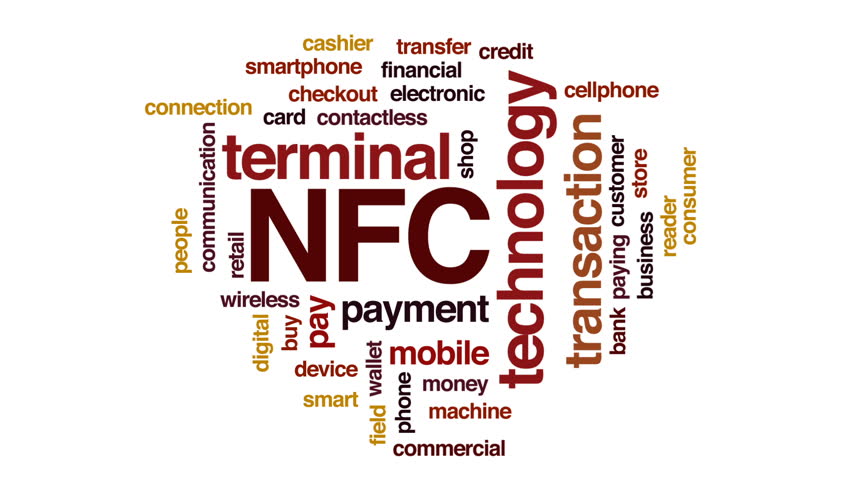 cashier
transfer
credit
smartphone
financial
cellphone
checkout
electronic
connection
card
contactless
terminal
shop
technology
transaction
communication
customer
store
consumer
people
retail
NFC
reader
business
paying
bank
wireless
pay
payment
digital
buy
mobile
device
wallet
money
smart
phone
field
machine
commercial